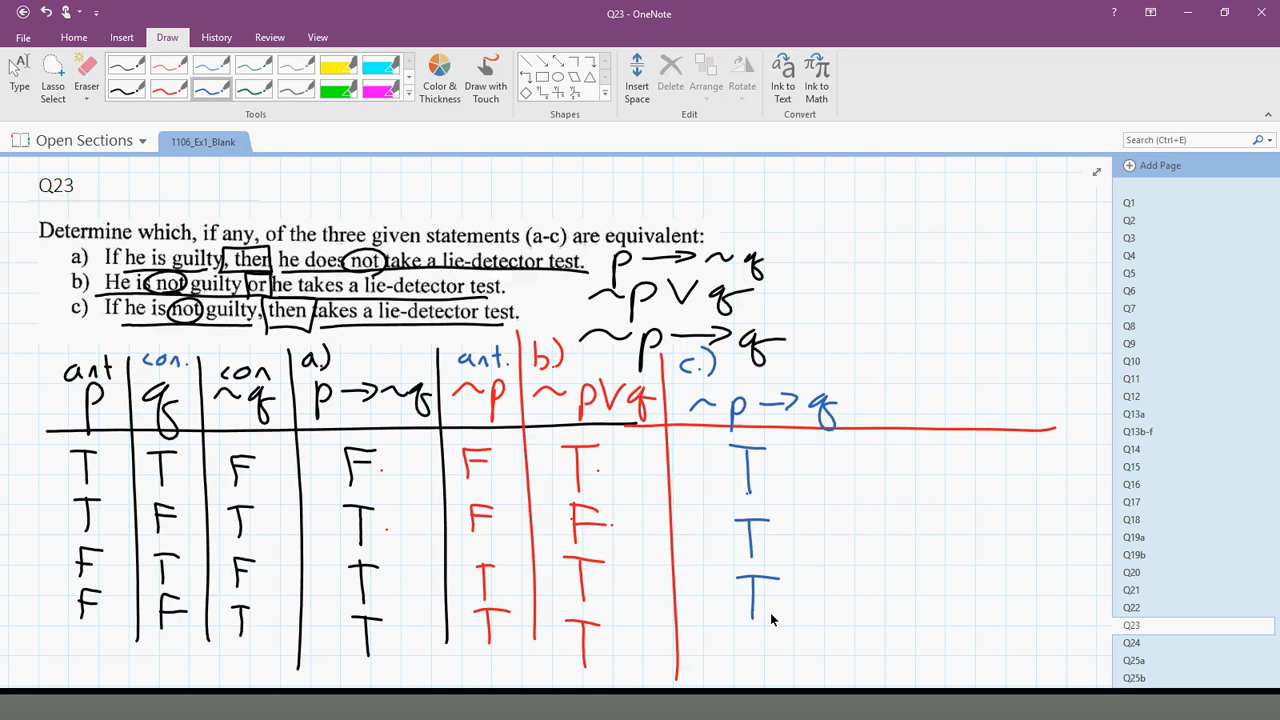 Q23 - OneNote
?
File Home Insert Draw History Review View
Type Lasso Select Eraser Color & Thickness Draw with Touch Insert Space Delete Arrange Rotate Ink to Text Ink to Math
Tools Shapes Edit Convert
Open Sections 1106_Ex1_Blank Search (Ctrl+E)
Add Page
Q23
Determine which, if any, of the three given statements (a-c) are equivalent:
a) If he is guilty, then he does not take a lie-detector test. p → ~ q
b) He is not guilty or he takes a lie-detector test. ~ p V q
c) If he is not guilty, then takes a lie-detector test. ~ p → q
ant con. con a.) ant. b.) c.)
p q ~q p → ~q ~p ~ p V q ~ p → q
T T F F. F T. T
T F T T. F F. T
F T F T T T T
F F T T T T
Q1
Q2
Q3
Q4
Q5
Q6
Q7
Q8
Q9
Q10
Q11
Q12
Q13a
Q13b-f
Q14
Q15
Q16
Q17
Q18
Q19a
Q19b
Q20
Q21
Q22
Q23
Q24
Q25a
Q25b